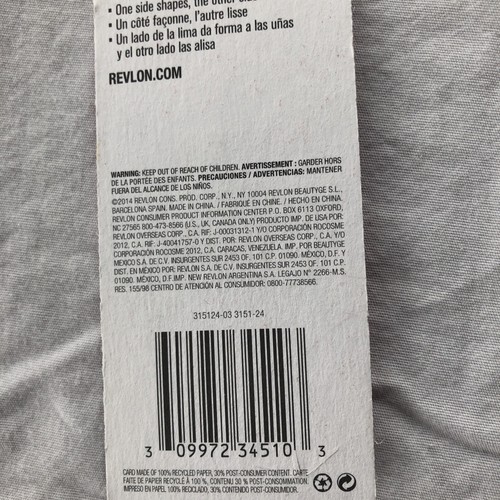 • One side shapes, the other
• Un côté façonne, l'autre lisse
• Un lado de la lima da forma a las uñas
y el otro lado las alisa
REVLON.COM
WARNING: KEEP OUT OF REACH OF CHILDREN. AVERTISSEMENT : GARDER HORS
DE LA PORTÉE DES ENFANTS. PRECAUCIONES / ADVERTENCIAS: MANTENER
FUERA DEL ALCANCE DE LOS NIÑOS.
©2014 REVLON CONS. PROD. CORP., N.Y., NY 10004 REVLON BEAUTYGE S.L.,
BARCELONA SPAIN. MADE IN CHINA. / FABRIQUÉ EN CHINE. / HECHO EN CHINA.
REVLON CONSUMER PRODUCT INFORMATION CENTER P.O. BOX 6113 OXFORD,
NC 27565 800-473-8566 (U.S., UK, CANADA ONLY) PRODUCTO IMP. DE USA POR:
REVLON OVERSEAS CORP., C.A. RIF: J-00031312-1 Y/O CORPORACIÓN ROCOSME
2012, C.A. RIF: J-40041757-0 Y DIST. POR: REVLON OVERSEAS CORP., C.A. Y/O
CORPORACIÓN ROCOSME 2012, C.A. CARACAS, VENEZUELA. IMP. POR BEAUTYGE
MEXICO S.A. DE C.V. INSURGENTES SUR 2453 OF. 101 C.P. 01090. MÉXICO, D.F. Y
DIST. EN MÉXICO POR: REVLON S.A. DE C.V. INSURGENTES SUR 2453 OF. 101 C.P.
01090. MÉXICO, D.F. IMP. NEW REVLON ARGENTINA S.A. LEGAJO N° 2266-M.S.
RES. 155/98 CENTRO DE ATENCIÓN AL CONSUMIDOR: 0800-77738566.
315124-03 3151-24
3 09972 34510 3
CARD MADE OF 100% RECYCLED PAPER, 30% POST-CONSUMER CONTENT. CARTE
FAITE DE PAPIER RECYCLÉ À 100 %, CONTENU 30 % POST-CONSOMMATION.
IMPRESO EN PAPEL 100% RECICLADO, 30% CONTENIDO POST-CONSUMIDOR.